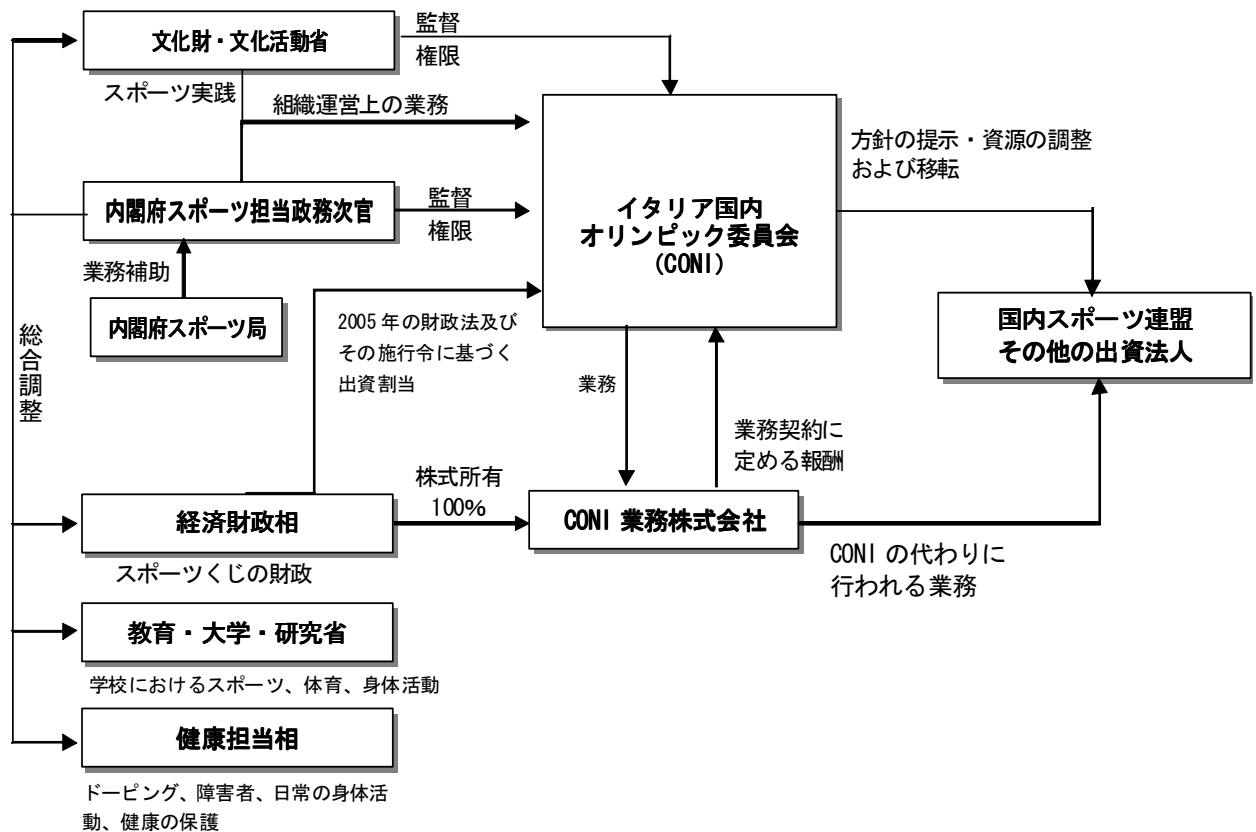 文化財・文化活動省
監督
権限
スポーツ実践
組織運営上の業務
方針の提示・資源の調整
および移転
内閣府スポーツ担当政務次官
監督
権限
イタリア国内
オリンピック委員会
(CONI)
業務補助
内閣府スポーツ局
総合調整
2005年の財政法及び
その施行令に基づく
出資割当
国内スポーツ連盟
その他の出資法人
業務
業務契約に
定める報酬
経済財政相
株式所有
100%
CONI 業務株式会社
スポーツくじの財政
CONI の代わりに
行われる業務
教育・大学・研究省
学校におけるスポーツ、体育、身体活動
健康担当相
ドーピング、障害者、日常の身体活
動、健康の保護